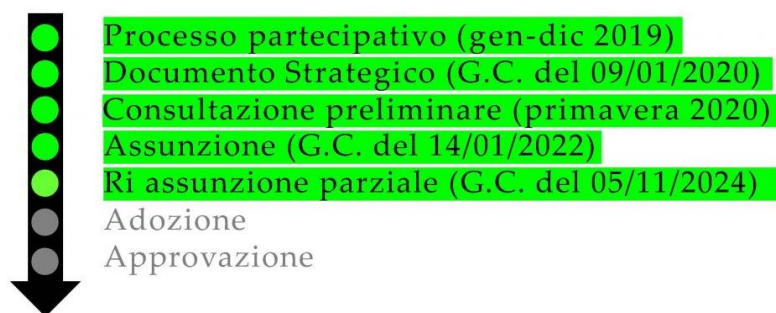 Processo partecipativo (gen-dic 2019)
Documento Strategico (G.C. del 09/01/2020)
Consultazione preliminare (primavera 2020)
Assunzione (G.C. del 14/01/2022)
Ri assunzione parziale (G.C. del 05/11/2024)
Adozione
Approvazione